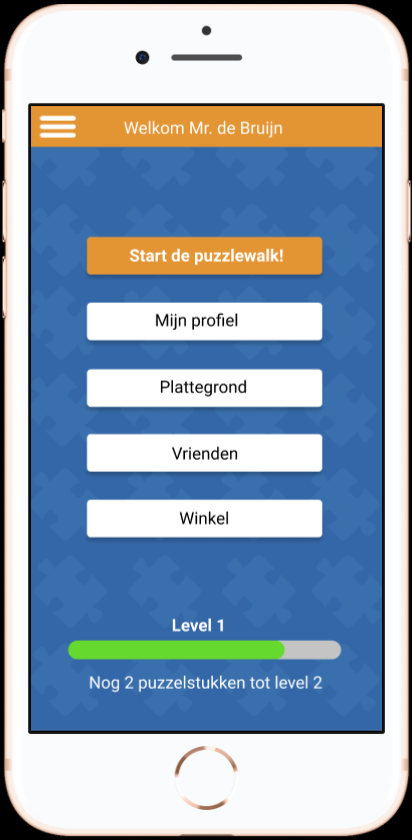 Welkom Mr. de Bruijn
Start de puzzlewalk!
Mijn profiel
Plattegrond
Vrienden
Winkel
Level 1
Nog 2 puzzelstukken tot level 2